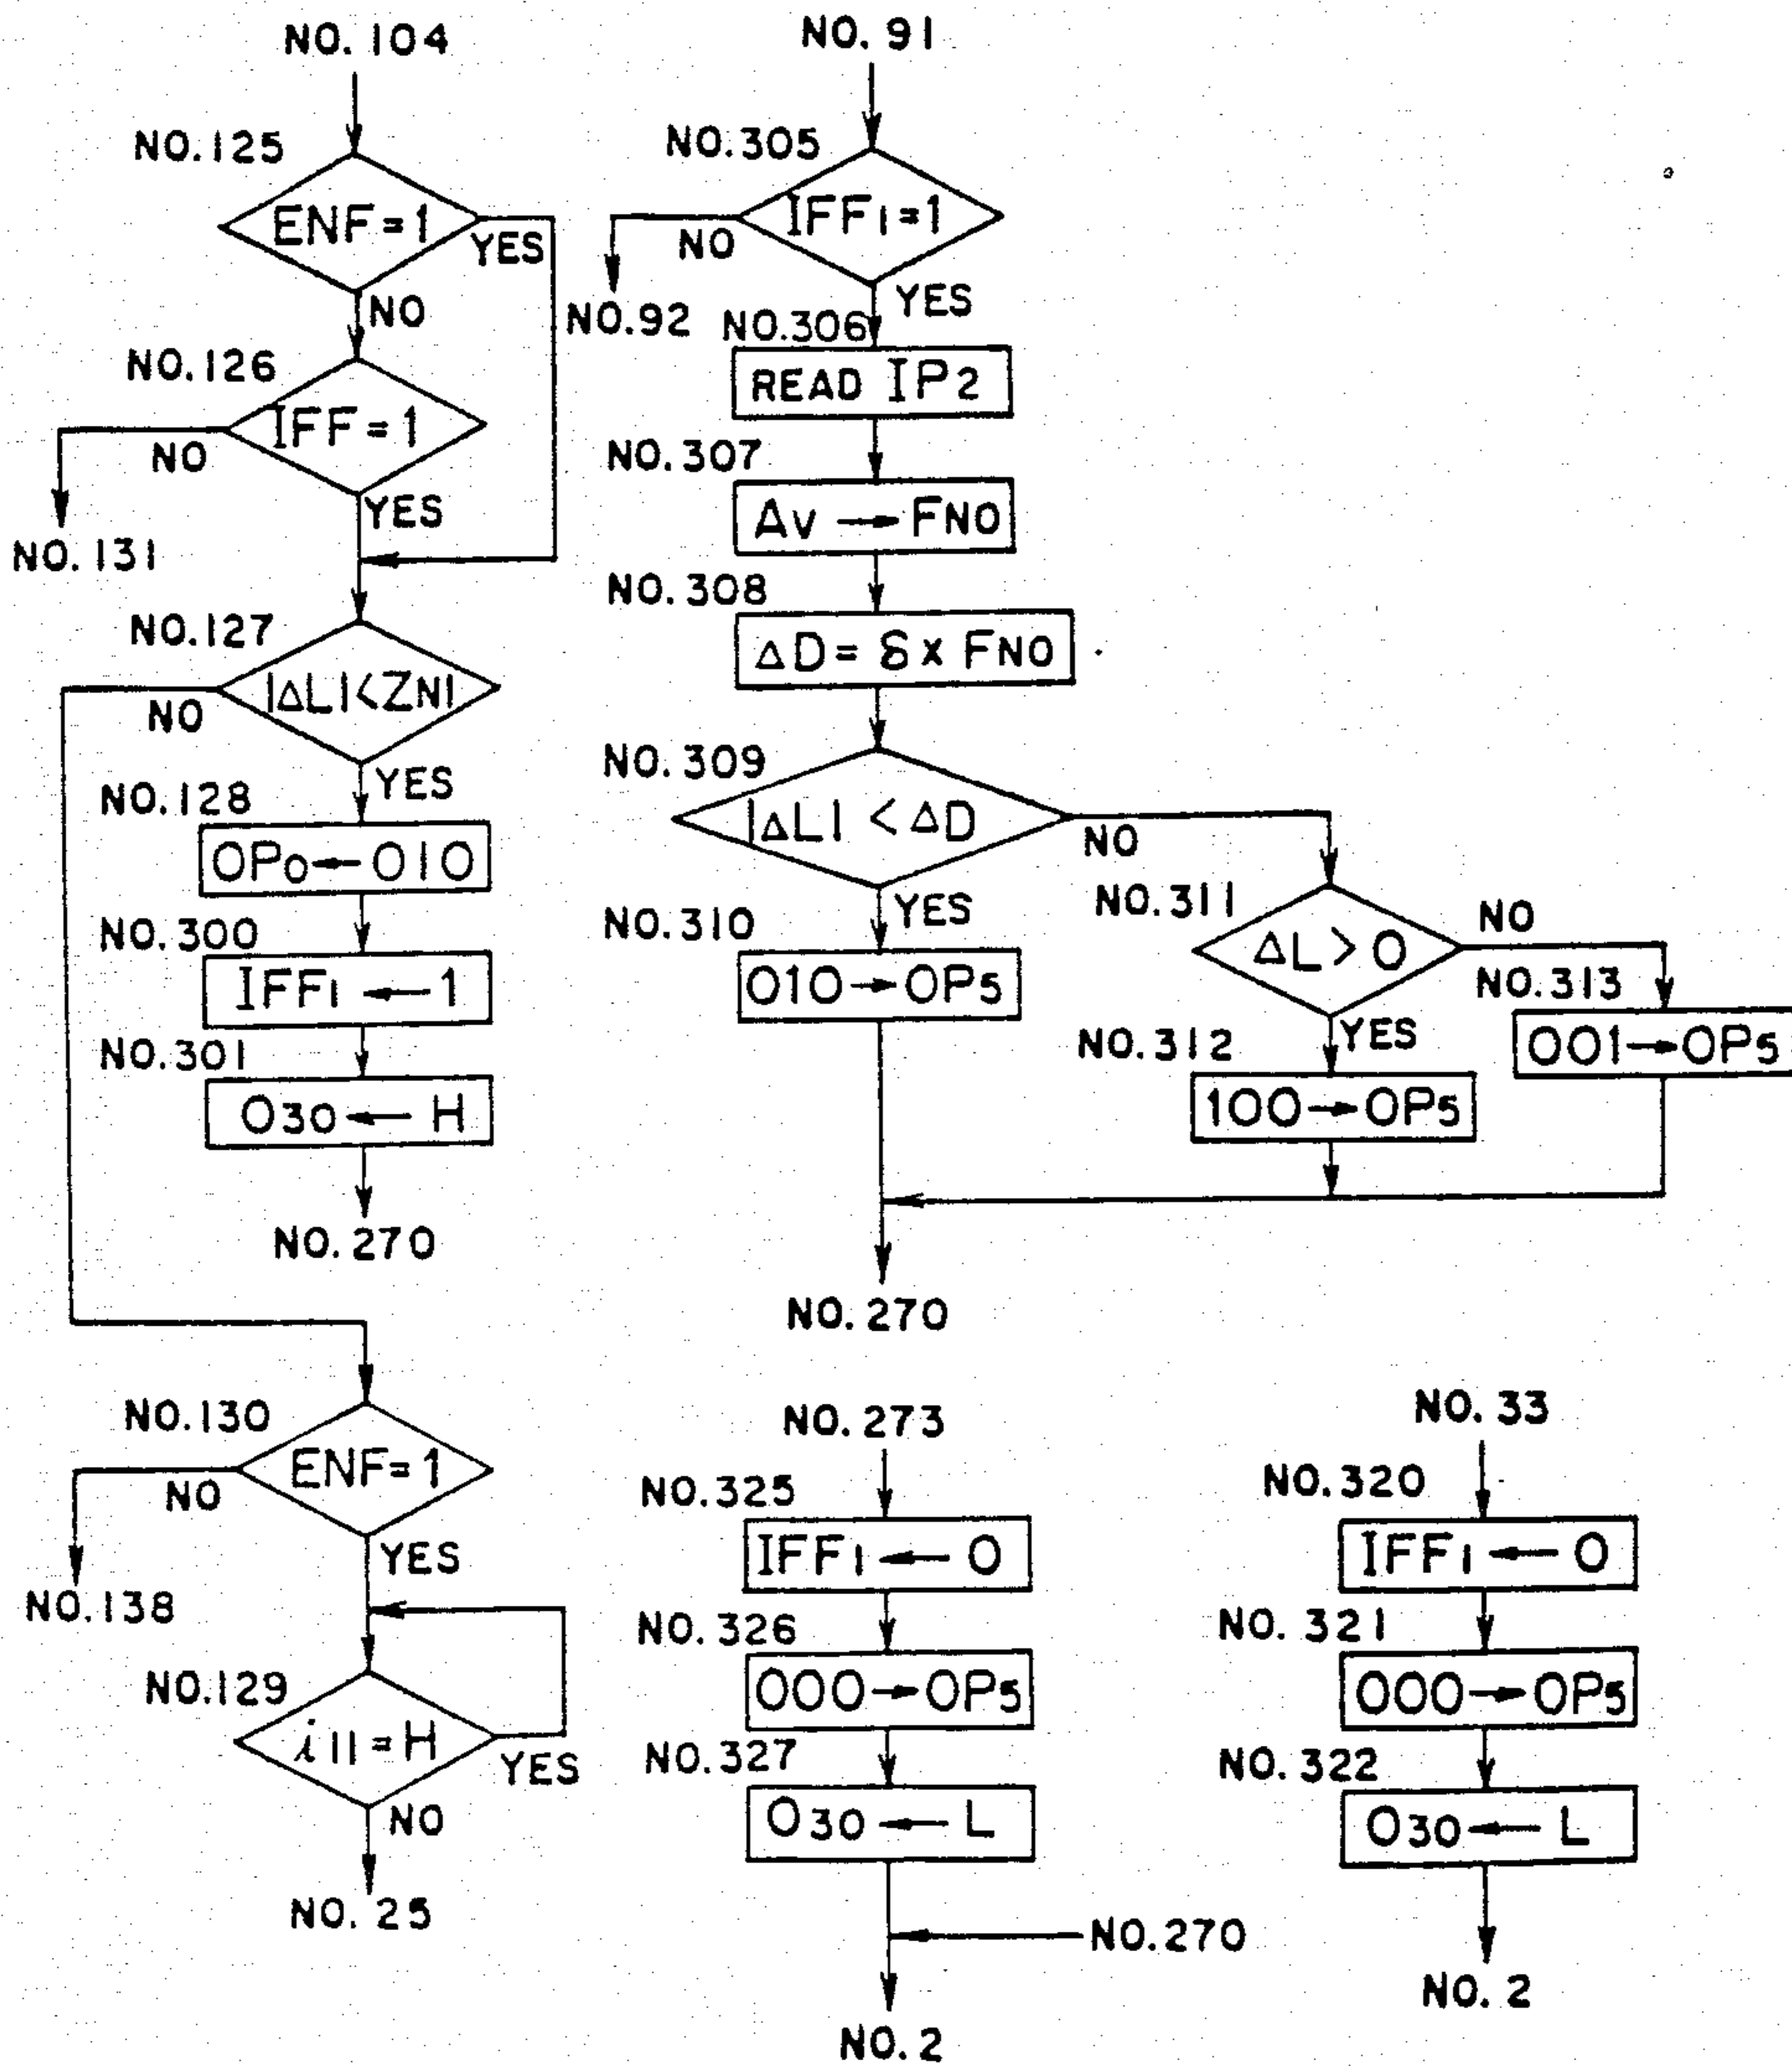 NO. 104
NO.125
ENF=1
YES
NO
NO.126
IFF=1
NO
YES
NO.131
NO.127
|ΔL|<ZN1
NO
YES
NO.128
OP0←010
NO.300
IFF1←1
NO.301
O30←H
NO.270
NO.130
ENF=1
NO
YES
NO.138
NO.129
i11=H
YES
NO
NO. 25
NO. 91
NO.305
IFF1=1
NO
YES
NO.92
NO.306
READ IP2
NO.307
Av→FNO
NO.308
ΔD=δ×FNO
NO.309
|ΔL|<ΔD
NO
YES
NO.310
010→OP5
NO.311
ΔL>0
NO
YES
NO.313
001→OP5
NO.312
100→OP5
NO. 270
NO. 273
NO.325
IFF1←0
NO.326
000→OP5
NO.327
O30←L
NO.270
NO. 2
NO. 33
NO.320
IFF1←0
NO. 321
000→OP5
NO. 322
O30←L
NO. 2